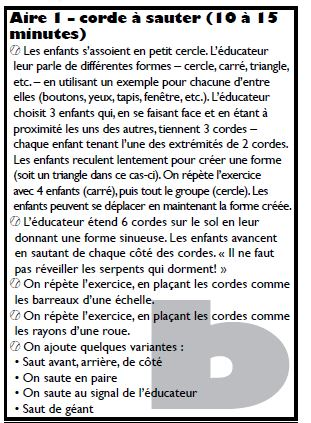 Aire 1 – corde à sauter (10 à 15
minutes)
Les enfants s'assoient en petit cercle. L'éducateur
leur parle de différentes formes – cercle, carré, triangle,
etc. – en utilisant un exemple pour chacune d'entre
elles (boutons, yeux, tapis, fenêtre, etc.). L'éducateur
choisit 3 enfants qui, en se faisant face et en étant à
proximité les uns des autres, tiennent 3 cordes –
chaque enfant tenant l'une des extrémités de 2 cordes.
Les enfants reculent lentement pour créer une forme
(soit un triangle dans ce cas-ci). On répète l'exercice
avec 4 enfants (carré), puis tout le groupe (cercle). Les
enfants peuvent se déplacer en maintenant la forme créée.
L'éducateur étend 6 cordes sur le sol en leur
donnant une forme sinueuse. Les enfants avancent
en sautant de chaque côté des cordes. « Il ne faut
pas réveiller les serpents qui dorment! »
On répète l'exercice, en plaçant les cordes comme
les barreaux d'une échelle.
On répète l'exercice, en plaçant les cordes comme
les rayons d'une roue.
On ajoute quelques variantes :
• Saut avant, arrière, de côté
• On saute en paire
• On saute au signal de l'éducateur
• Saut de géant
b